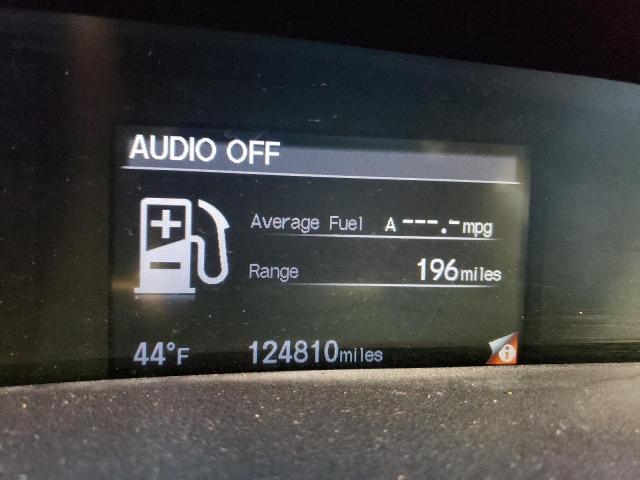 AUDIO OFF
Average Fuel A ---.- mpg
Range 196 miles
44°F 124810 miles
i